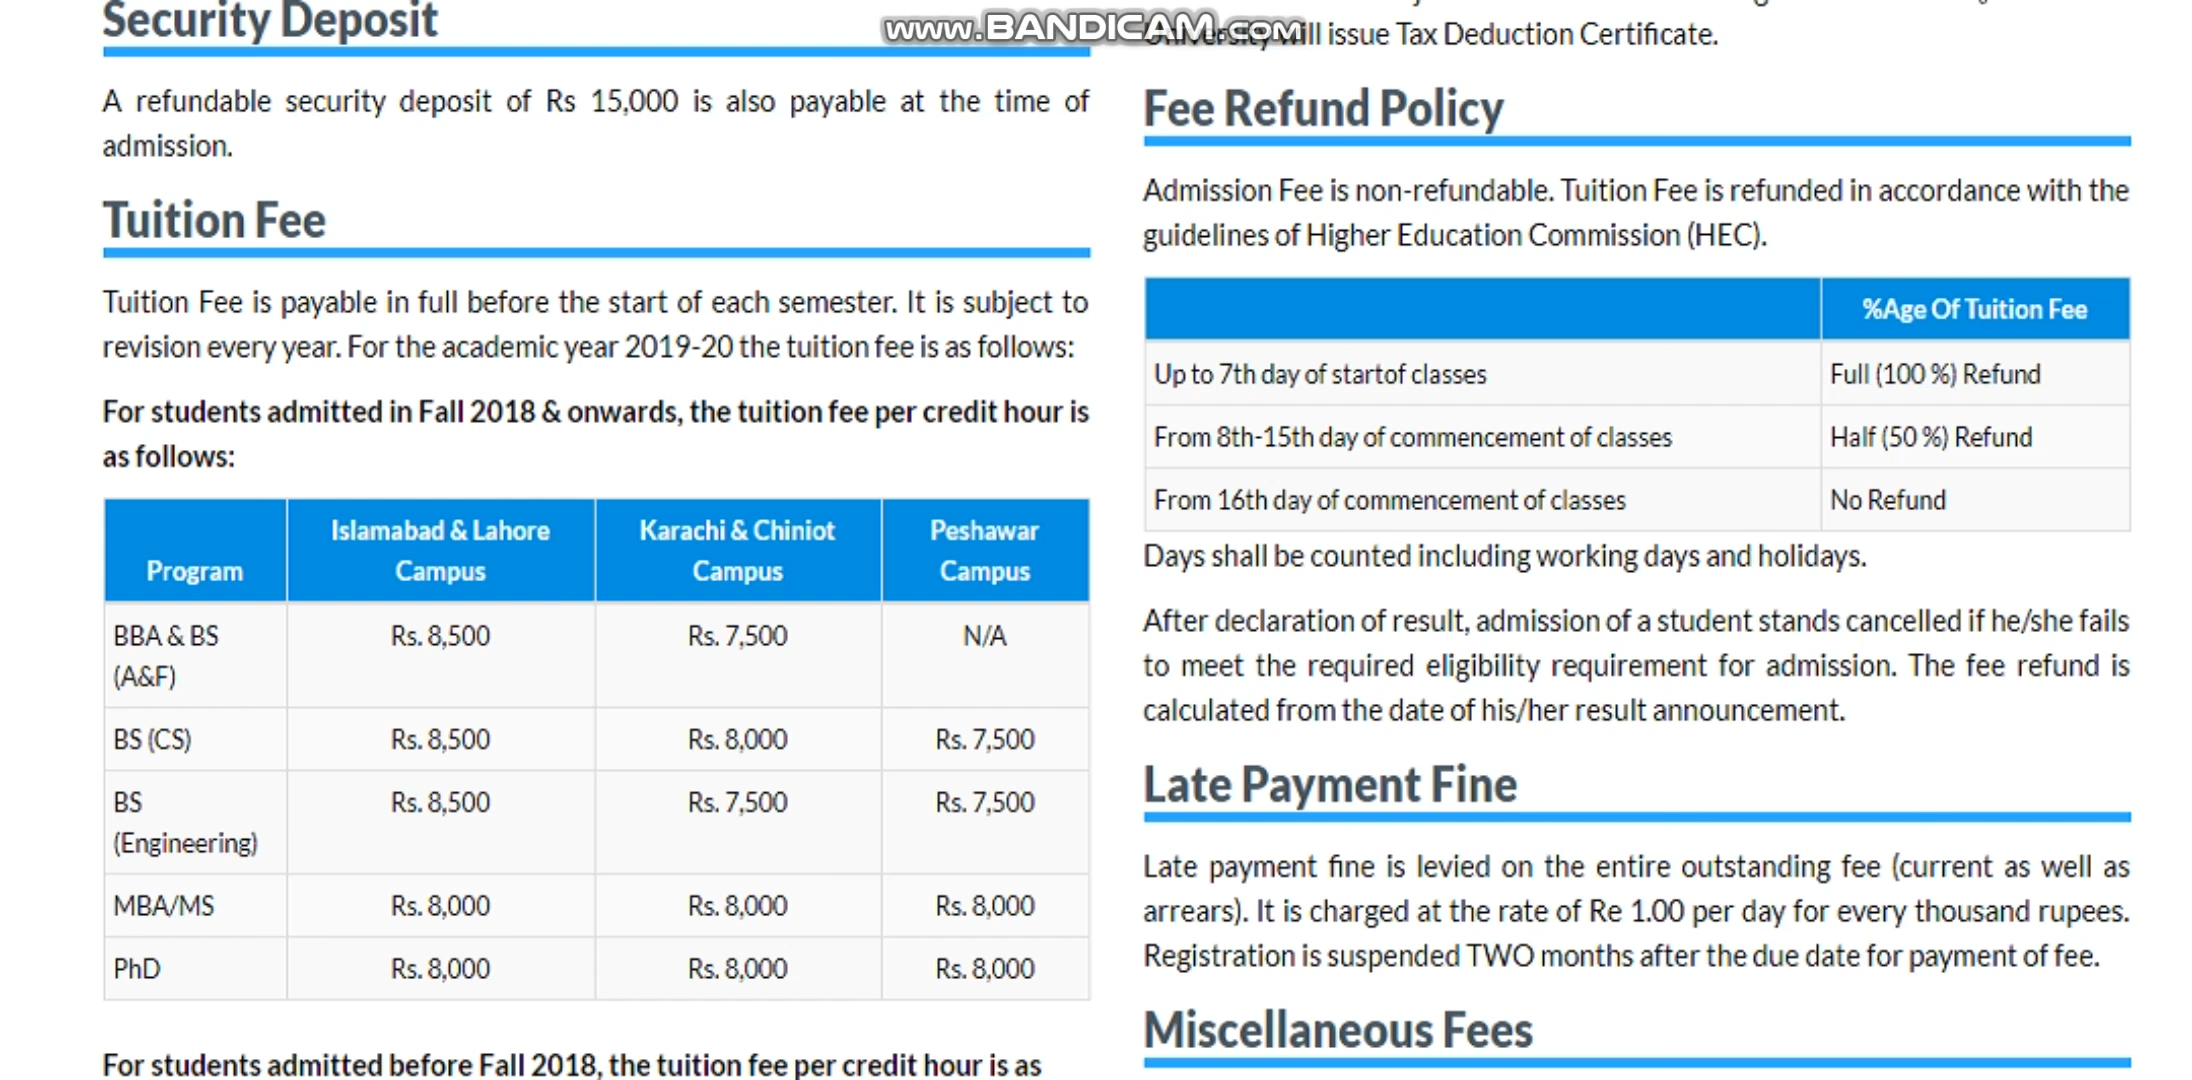 Security Deposit
A refundable security deposit of Rs 15,000 is also payable at the time of
admission.
Tuition Fee
Tuition Fee is payable in full before the start of each semester. It is subject to
revision every year. For the academic year 2019-20 the tuition fee is as follows:
For students admitted in Fall 2018 & onwards, the tuition fee per credit hour is
as follows:
Program Islamabad & Lahore Campus Karachi & Chiniot Campus Peshawar Campus
BBA & BS (A&F) Rs. 8,500 Rs. 7,500 N/A
BS (CS) Rs. 8,500 Rs. 8,000 Rs. 7,500
BS (Engineering) Rs. 8,500 Rs. 7,500 Rs. 7,500
MBA/MS Rs. 8,000 Rs. 8,000 Rs. 8,000
PhD Rs. 8,000 Rs. 8,000 Rs. 8,000
For students admitted before Fall 2018, the tuition fee per credit hour is as
www.BANDICAM.com
University will issue Tax Deduction Certificate.
Fee Refund Policy
Admission Fee is non-refundable. Tuition Fee is refunded in accordance with the
guidelines of Higher Education Commission (HEC).
%Age Of Tuition Fee
Up to 7th day of startof classes Full (100 %) Refund
From 8th-15th day of commencement of classes Half (50 %) Refund
From 16th day of commencement of classes No Refund
Days shall be counted including working days and holidays.
After declaration of result, admission of a student stands cancelled if he/she fails
to meet the required eligibility requirement for admission. The fee refund is
calculated from the date of his/her result announcement.
Late Payment Fine
Late payment fine is levied on the entire outstanding fee (current as well as
arrears). It is charged at the rate of Re 1.00 per day for every thousand rupees.
Registration is suspended TWO months after the due date for payment of fee.
Miscellaneous Fees